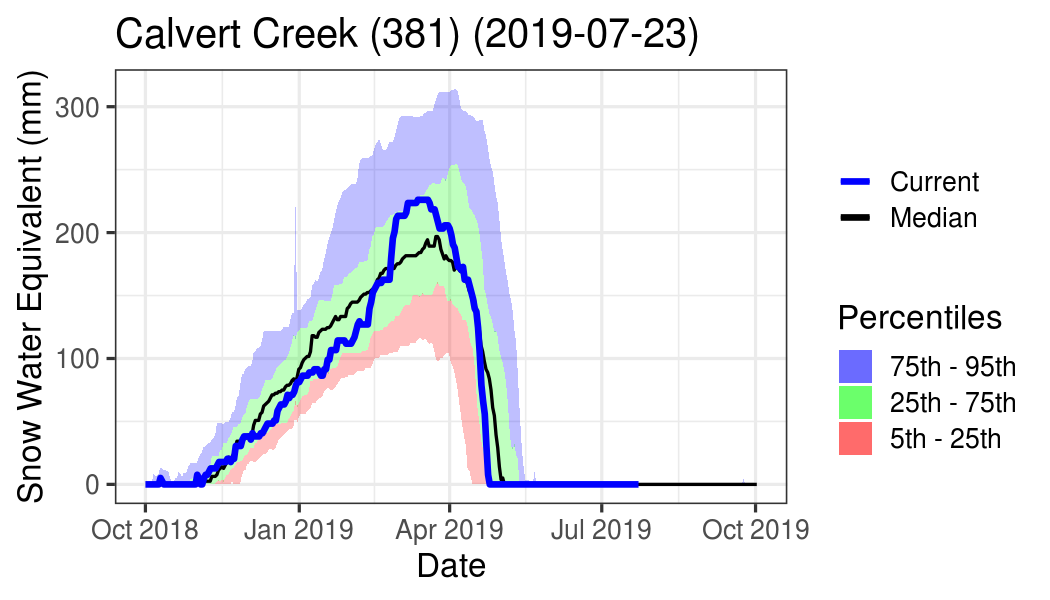 Calvert Creek (381) (2019-07-23)
Snow Water Equivalent (mm)
300
200
100
0
Oct 2018 Jan 2019 Apr 2019 Jul 2019 Oct 2019
Date
Current
Median
Percentiles
75th - 95th
25th - 75th
5th - 25th